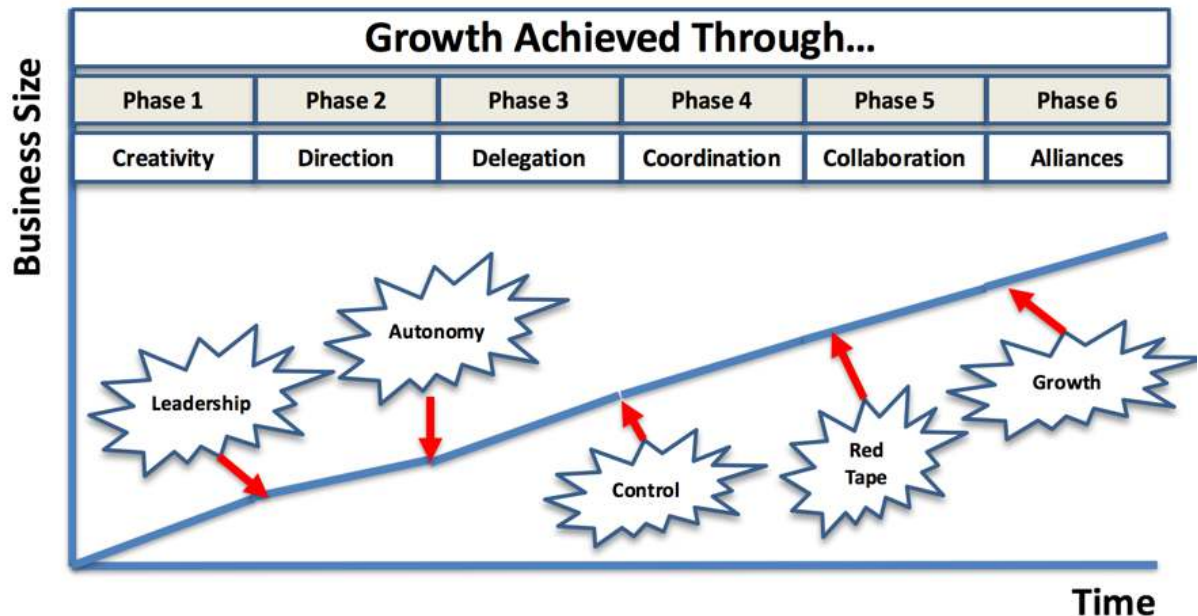 Growth Achieved Through...
Business Size
Phase 1 Phase 2 Phase 3 Phase 4 Phase 5 Phase 6
Creativity Direction Delegation Coordination Collaboration Alliances
Autonomy
Leadership
Growth
Red
Tape
Control
Time